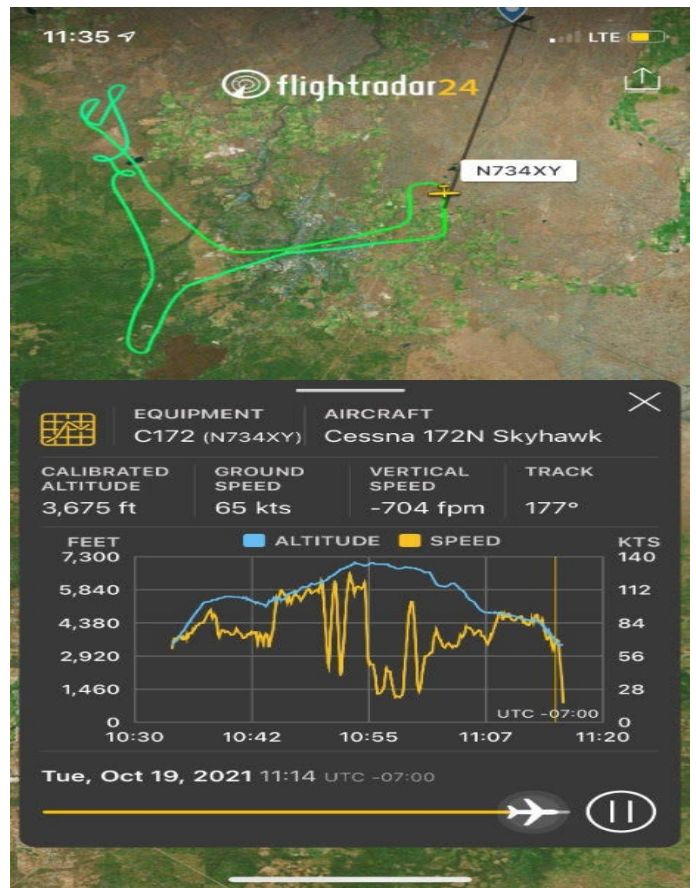 11:35
LTE
flightradar24
N734XY
EQUIPMENT AIRCRAFT
C172 (N734XY) Cessna 172N Skyhawk
CALIBRATED ALTITUDE GROUND SPEED VERTICAL SPEED TRACK
3,675 ft 65 kts -704 fpm 177°
FEET ALTITUDE SPEED KTS
7,300 140
5,840 112
4,380 84
2,920 56
1,460 28
UTC -07:00
0 0
10:30 10:42 10:55 11:07 11:20
Tue, Oct 19, 2021 11:14 UTC -07:00